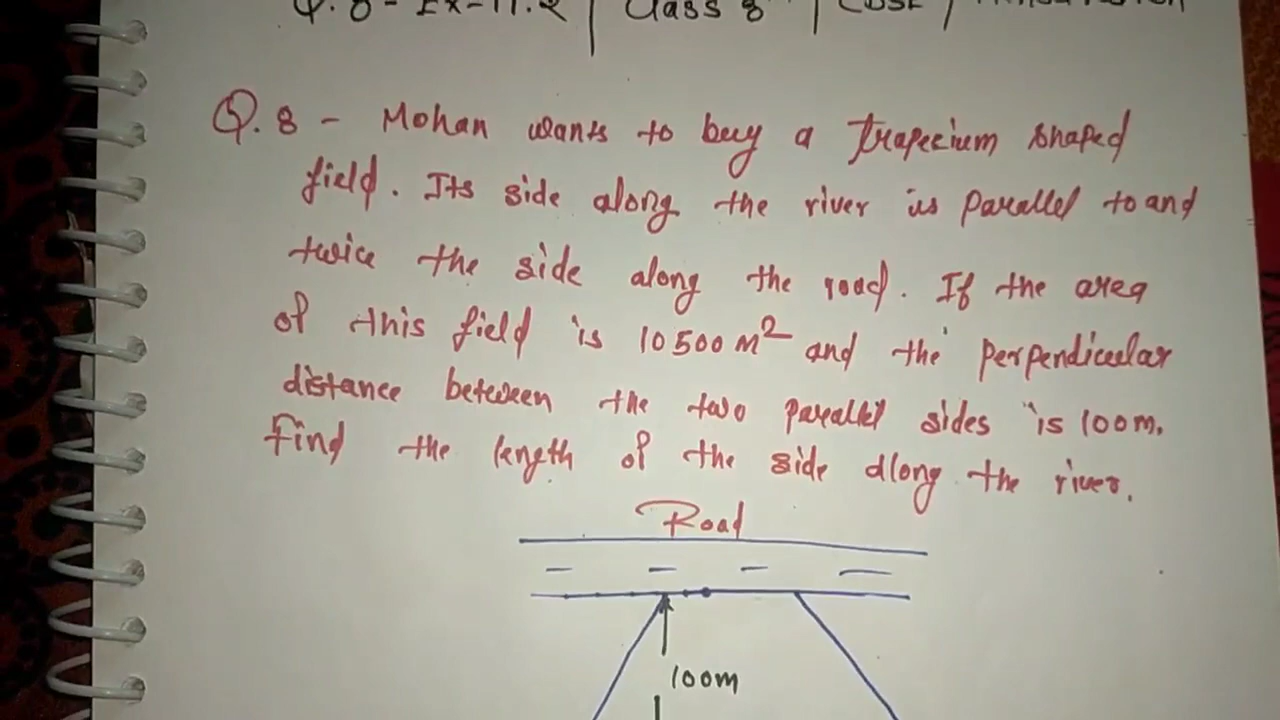 Class 8
Q.8 - Mohan wants to buy a trapezium shaped
field. Its side along the river is parallel to and
twice the side along the road. If the area
of this field is 10500 m² and the perpendicular
distance between the two parallel sides is 100m.
Find the length of the side along the river.
Road
100m